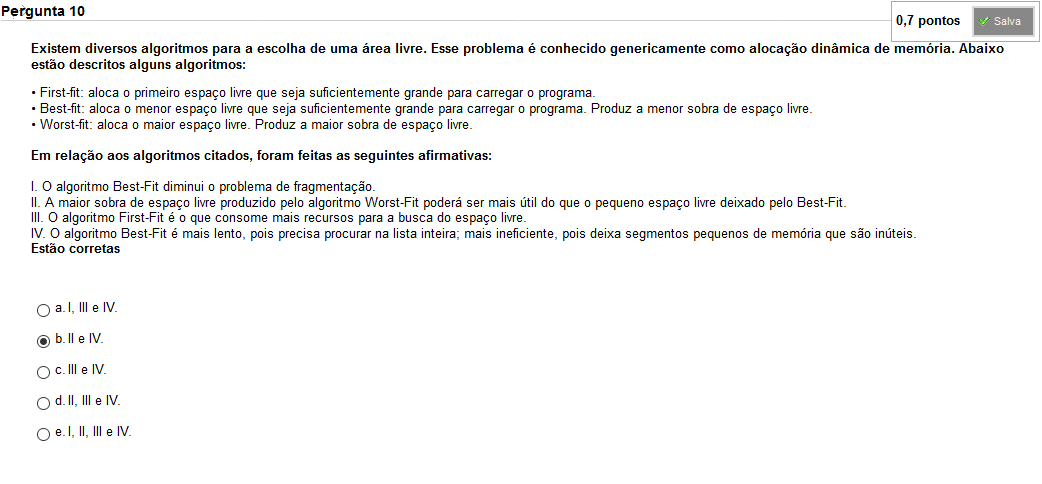 Pergunta 10
0,7 pontos
Salva
Existem diversos algoritmos para a escolha de uma área livre. Esse problema é conhecido genericamente como alocação dinâmica de memória. Abaixo
estão descritos alguns algoritmos:
• First-fit: aloca o primeiro espaço livre que seja suficientemente grande para carregar o programa.
• Best-fit: aloca o menor espaço livre que seja suficientemente grande para carregar o programa. Produz a menor sobra de espaço livre.
• Worst-fit: aloca o maior espaço livre. Produz a maior sobra de espaço livre.
Em relação aos algoritmos citados, foram feitas as seguintes afirmativas:
I. O algoritmo Best-Fit diminui o problema de fragmentação.
II. A maior sobra de espaço livre produzido pelo algoritmo Worst-Fit poderá ser mais útil do que o pequeno espaço livre deixado pelo Best-Fit.
III. O algoritmo First-Fit é o que consome mais recursos para a busca do espaço livre.
IV. O algoritmo Best-Fit é mais lento, pois precisa procurar na lista inteira; mais ineficiente, pois deixa segmentos pequenos de memória que são inúteis.
Estão corretas
a. I, III e IV.
b. II e IV.
c. III e IV.
d. II, III e IV.
e. I, II, III e IV.